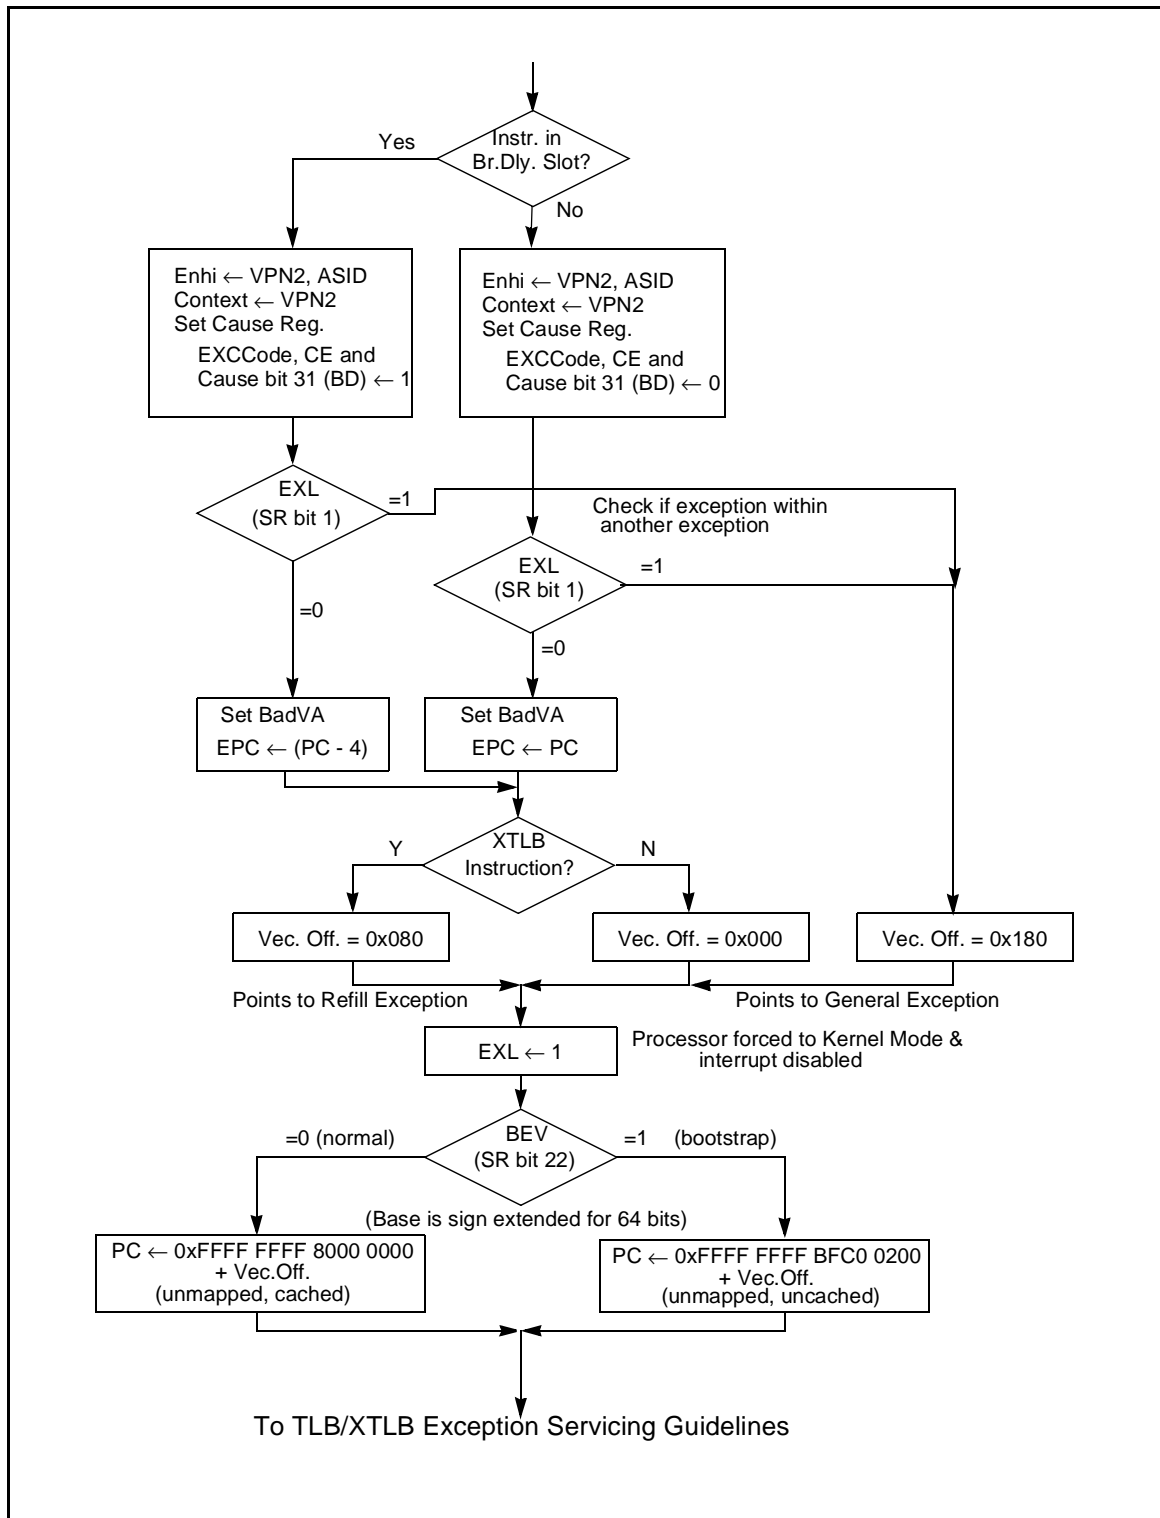 Instr. in
Br.Dly. Slot?
Yes
No
Enhi ← VPN2, ASID
Context ← VPN2
Set Cause Reg.
EXCCode, CE and
Cause bit 31 (BD) ← 1
Enhi ← VPN2, ASID
Context ← VPN2
Set Cause Reg.
EXCCode, CE and
Cause bit 31 (BD) ← 0
EXL
(SR bit 1)
=1
Check if exception within
another exception
=0
EXL
(SR bit 1)
=1
=0
Set BadVA
EPC ← (PC - 4)
Set BadVA
EPC ← PC
XTLB
Instruction?
Y
N
Vec. Off. = 0x080
Vec. Off. = 0x000
Vec. Off. = 0x180
Points to Refill Exception
Points to General Exception
EXL ← 1
Processor forced to Kernel Mode &
interrupt disabled
BEV
(SR bit 22)
=0 (normal)
=1 (bootstrap)
(Base is sign extended for 64 bits)
PC ← 0xFFFF FFFF 8000 0000
+ Vec.Off.
(unmapped, cached)
PC ← 0xFFFF FFFF BFC0 0200
+ Vec.Off.
(unmapped, uncached)
To TLB/XTLB Exception Servicing Guidelines